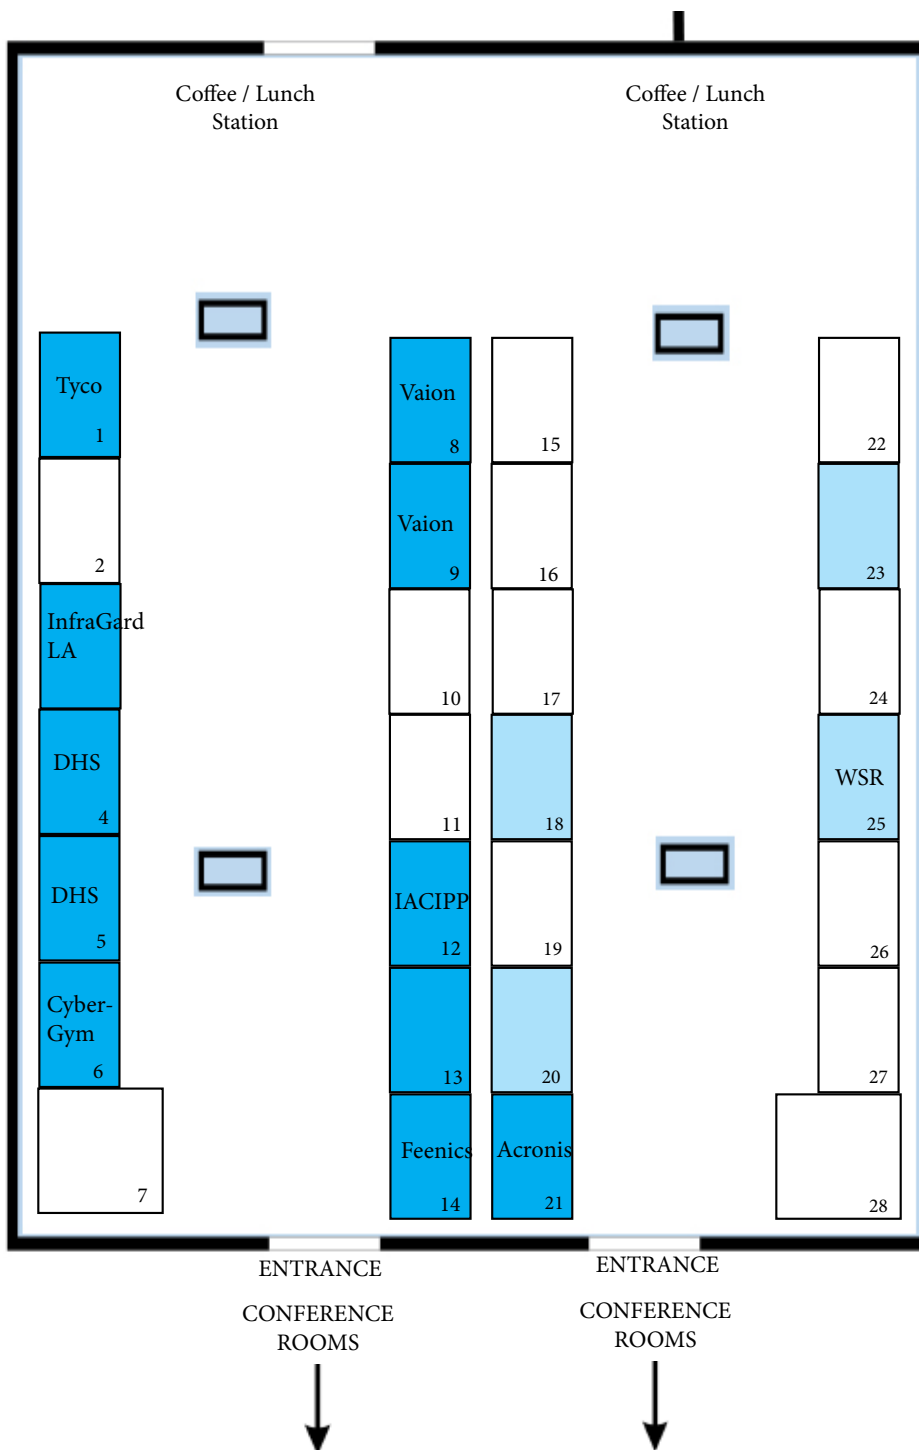 Coffee / Lunch
Station
Coffee / Lunch
Station
Tyco
1
2
InfraGard
LA
DHS
4
DHS
5
Cyber-
Gym
6
7
Vaion
8
Vaion
9
10
11
IACIPP
12
13
Feenics
14
15
16
17
18
19
20
Acronis
21
22
23
24
WSR
25
26
27
28
ENTRANCE
CONFERENCE
ROOMS
ENTRANCE
CONFERENCE
ROOMS